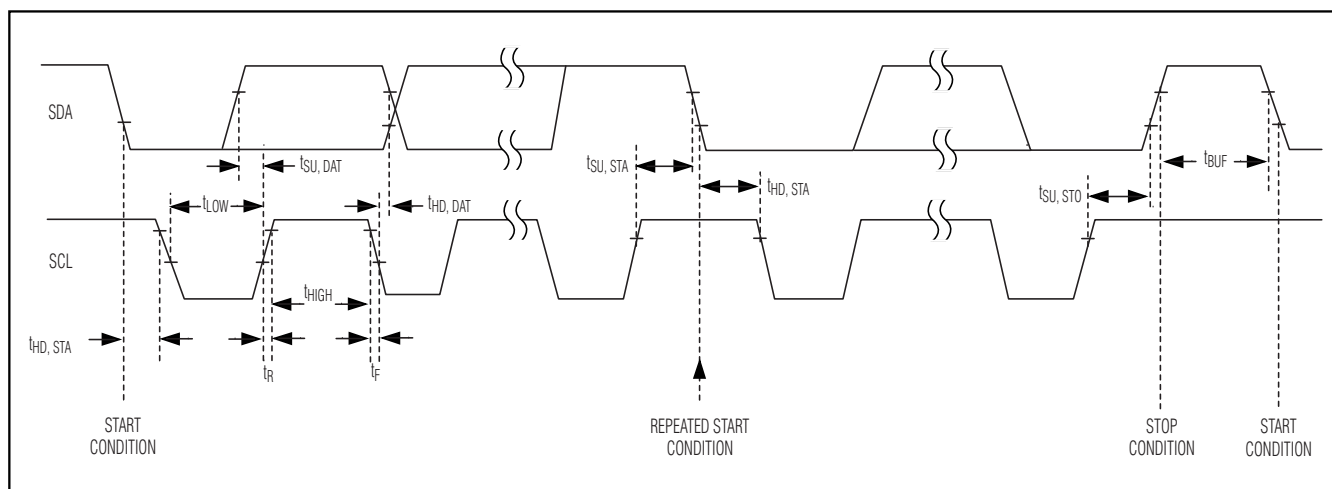 SDA
tSU, DAT
tSU, STA
tBUF
tLOW
tHD, DAT
tHD, STA
tSU, STO
SCL
tHIGH
tHD, STA
tR
tF
START
CONDITION
REPEATED START
CONDITION
STOP
CONDITION
START
CONDITION